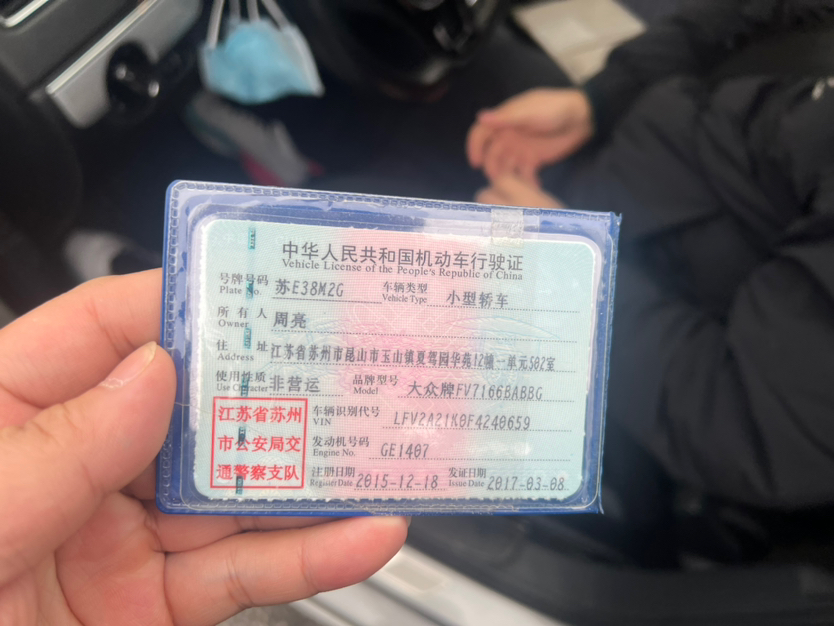 中华人民共和国机动车行驶证
Vehicle License of the People's Republic of China
号牌号码 苏E38M2G 车辆类型 小型轿车
Plate No. Vehicle Type
所有人 周亮
Owner
住址 江苏省苏州市昆山市玉山镇夏驾园华苑12幢一单元502室
Address
使用性质 非营运 品牌型号 大众牌FV7166BABBG
Use Character Model
江苏省苏州
市公安局交
通警察支队
车辆识别代号 LFV2A21K0F4240659
VIN
发动机号码 GE1407
Engine No.
注册日期 2015-12-18 发证日期 2017-03-08
Register Date Issue Date